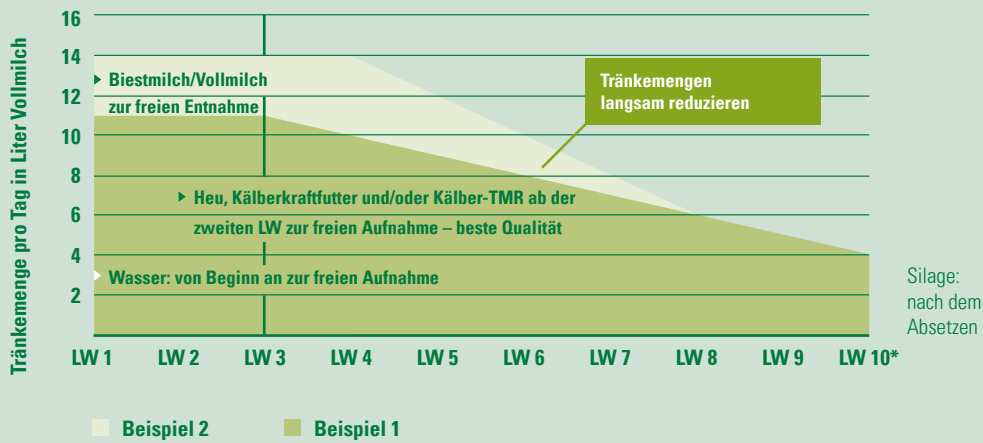 Tränkemenge pro Tag in Liter Vollmilch
16
14
12
10
8
6
4
2
▸ Biestmilch/Vollmilch
zur freien Entnahme
Tränkemengen
langsam reduzieren
▸ Heu, Kälberkraftfutter und/oder Kälber-TMR ab der
zweiten LW zur freien Aufnahme – beste Qualität
Wasser: von Beginn an zur freien Aufnahme
Silage:
nach dem
Absetzen
LW 1 LW 2 LW 3 LW 4 LW 5 LW 6 LW 7 LW 8 LW 9 LW 10*
Beispiel 2 Beispiel 1